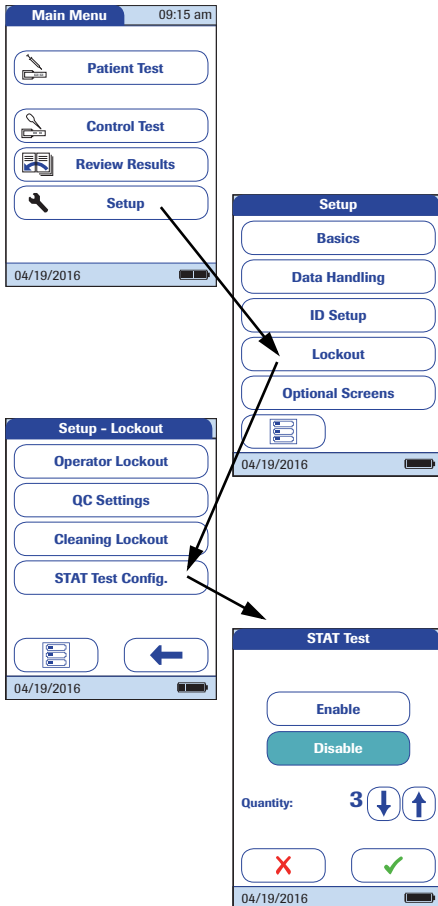 Main Menu 09:15 am
Patient Test
Control Test
Review Results
Setup
04/19/2016
Setup
Basics
Data Handling
ID Setup
Lockout
Optional Screens
04/19/2016
Setup - Lockout
Operator Lockout
QC Settings
Cleaning Lockout
STAT Test Config.
04/19/2016
STAT Test
Enable
Disable
Quantity: 3
04/19/2016